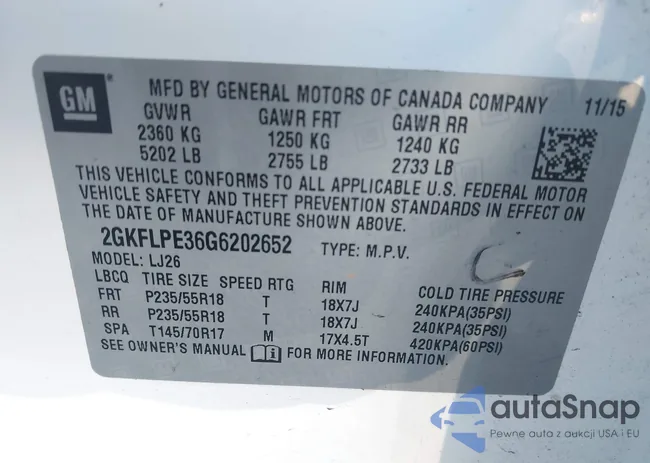 GM
MFD BY GENERAL MOTORS OF CANADA COMPANY 11/15
GVWR GAWR FRT GAWR RR
2360 KG 1250 KG 1240 KG
5202 LB 2755 LB 2733 LB
THIS VEHICLE CONFORMS TO ALL APPLICABLE U.S. FEDERAL MOTOR
VEHICLE SAFETY AND THEFT PREVENTION STANDARDS IN EFFECT ON
THE DATE OF MANUFACTURE SHOWN ABOVE.
2GKFLPE36G6202652 TYPE: M.P.V.
MODEL: LJ26
LBCQ TIRE SIZE SPEED RTG RIM COLD TIRE PRESSURE
FRT P235/55R18 T 18X7J 240KPA(35PSI)
RR P235/55R18 T 18X7J 240KPA(35PSI)
SPA T145/70R17 M 17X4.5T 420KPA(60PSI)
SEE OWNER'S MANUAL FOR MORE INFORMATION.
autaSnap
Pewne auta z aukcji USA i EU